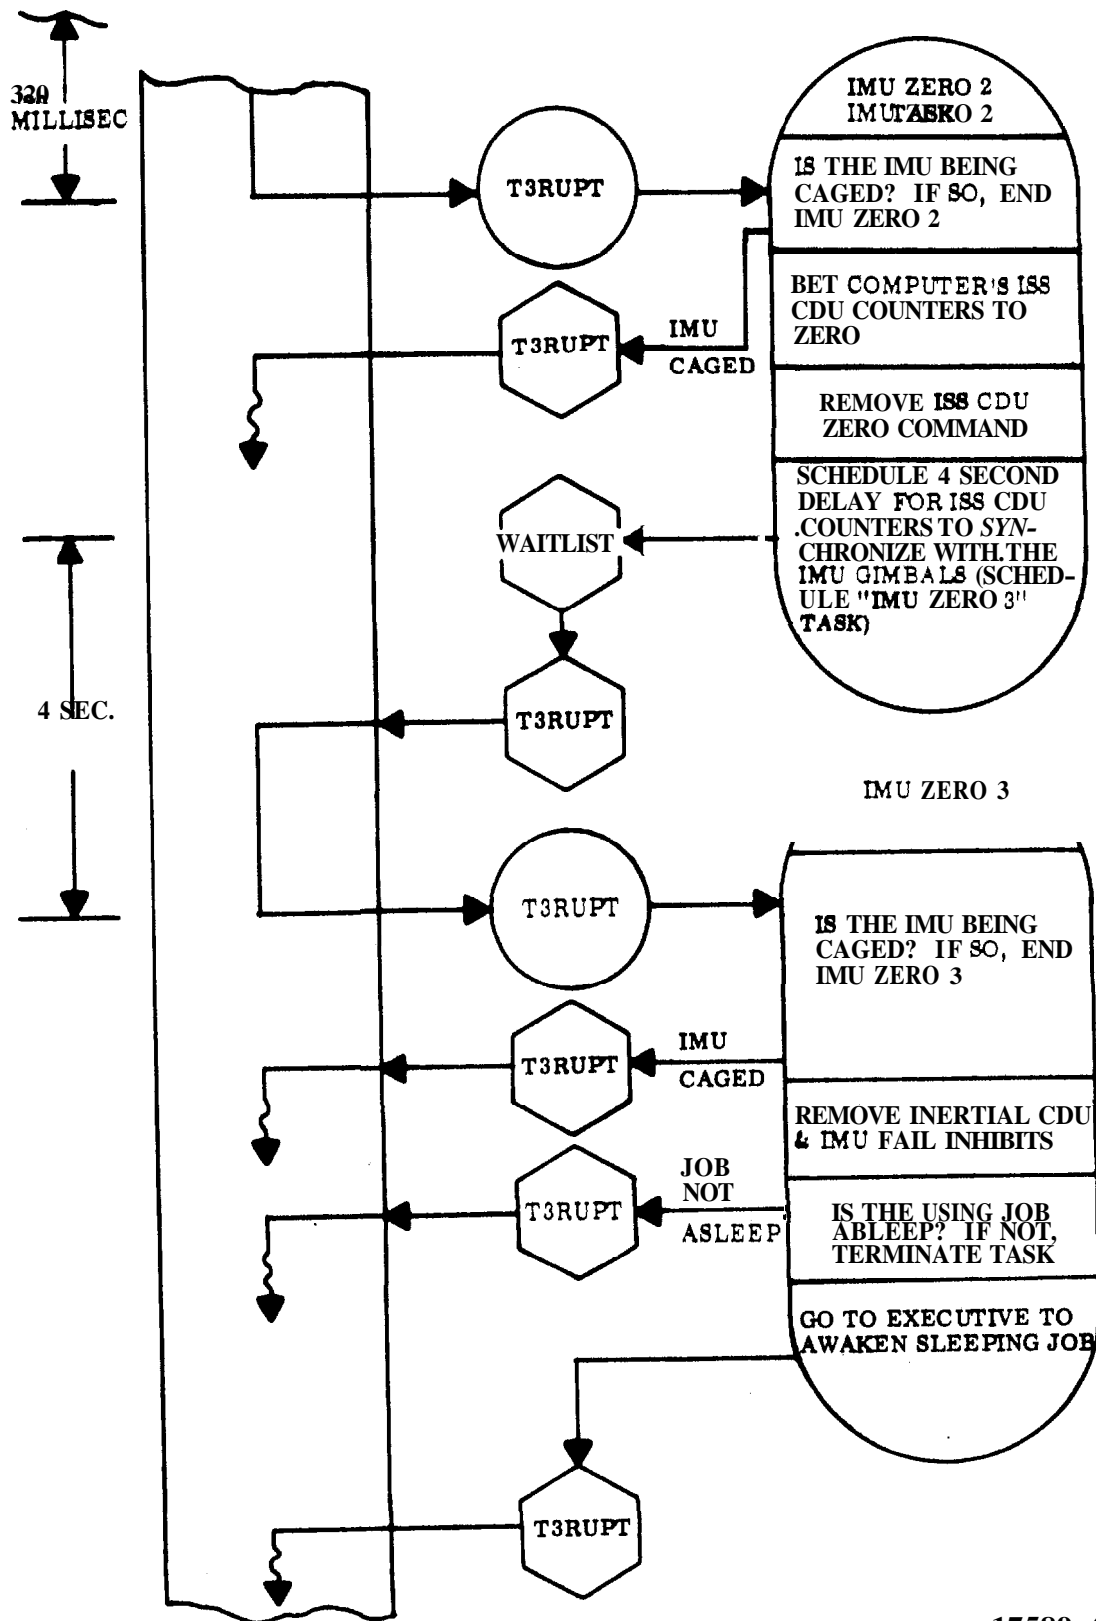 320
MILLISEC
IMU ZERO 2
TASK
T3RUPT
IS THE IMU BEING
CAGED? IF SO, END
IMU ZERO 2
BET COMPUTER'S ISS
CDU COUNTERS TO
ZERO
T3RUPT
IMU
CAGED
REMOVE ISS CDU
ZERO COMMAND
SCHEDULE 4 SECOND
DELAY FOR ISS CDU
.COUNTERS TO SYN-
CHRONIZE WITH.THE
IMU GIMBALS (SCHED-
ULE "IMU ZERO 3"
TASK)
WAITLIST
T3RUPT
4 SEC.
IMU ZERO 3
T3RUPT
IS THE IMU BEING
CAGED? IF SO, END
IMU ZERO 3
T3RUPT
IMU
CAGED
REMOVE INERTIAL CDU
& IMU FAIL INHIBITS
T3RUPT
JOB
NOT
ASLEEP
IS THE USING JOB
ABLEEP? IF NOT,
TERMINATE TASK
GO TO EXECUTIVE TO
AWAKEN SLEEPING JOB
T3RUPT